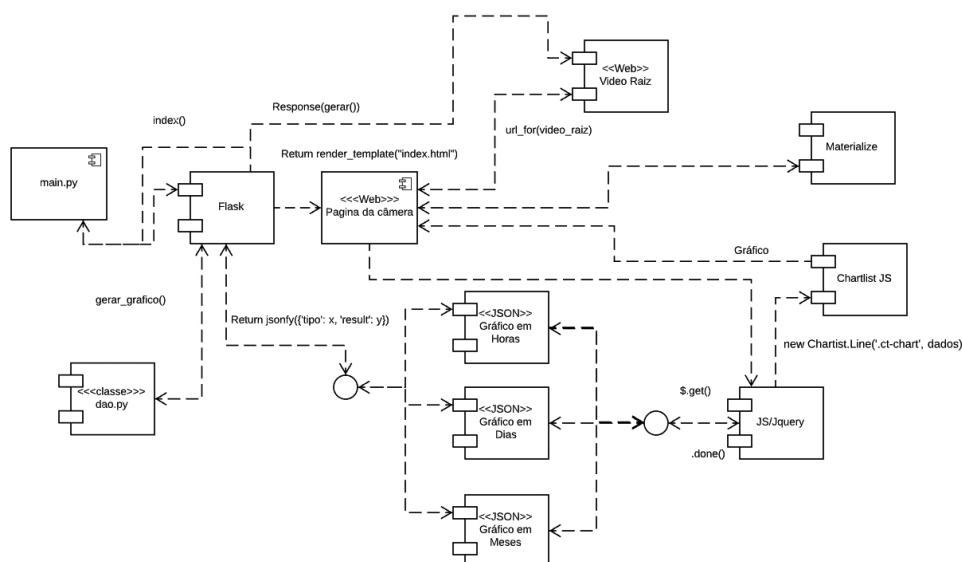 <<Web>>
Video Raiz
Response(gerar())
index()
url_for(video_raiz)
Return render_template("index.html")
Materialize
main.py
Flask
<<<Web>>>
Pagina da câmera
Gráfico
Chartlist JS
gerar_grafico()
Return jsonfy({'tipo': x, 'result': y})
<<JSON>>
Gráfico em
Horas
new Chartist.Line('.ct-chart', dados)
<<<classe>>>
dao.py
<<JSON>>
Gráfico em
Dias
$.get()
JS/Jquery
.done()
<<JSON>>
Gráfico em
Meses